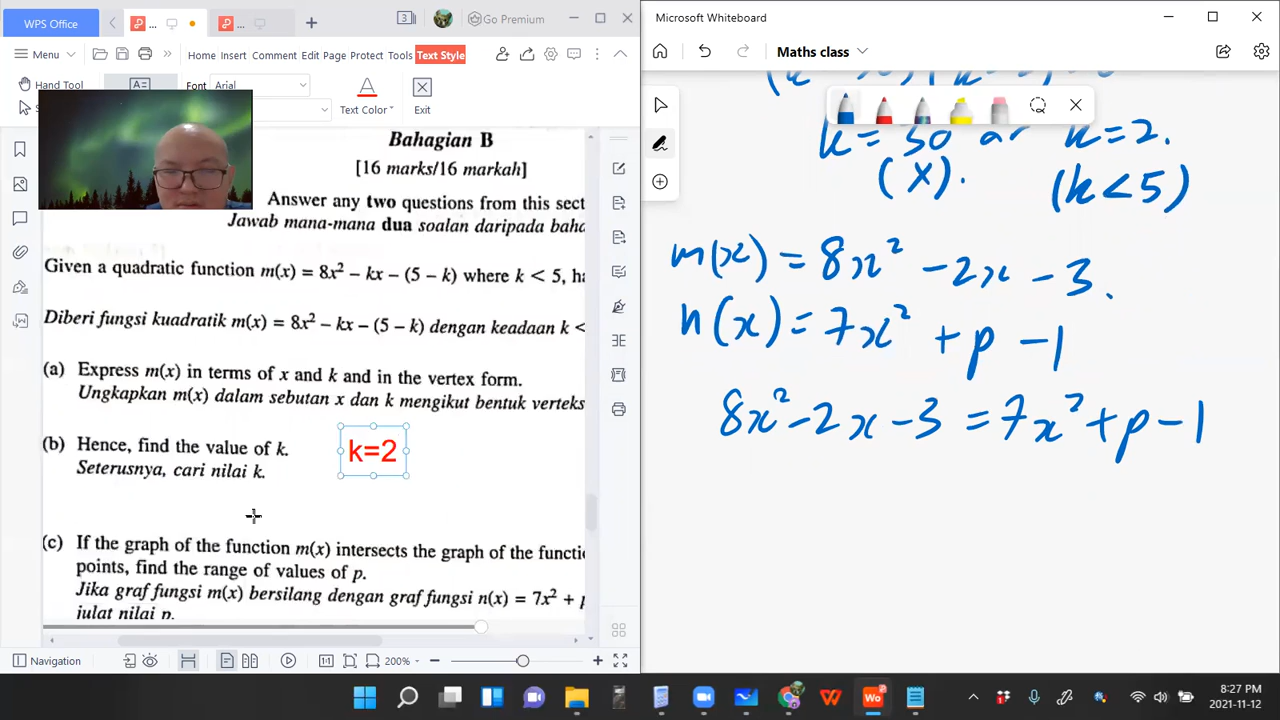 WPS Office
...
...
3
Go Premium
Menu
Home Insert Comment Edit Page Protect Tools Text Style
Hand Tool
Font Arial
Text Color
Exit
Bahagian B
[16 marks/16 markah]
Answer any two questions from this sect
Jawab mana-mana dua soalan daripada baha
Given a quadratic function m(x) = 8x² − kx − (5 − k) where k < 5, ha
Diberi fungsi kuadratik m(x) = 8x² − kx − (5 − k) dengan keadaan k <
(a) Express m(x) in terms of x and k and in the vertex form.
Ungkapkan m(x) dalam sebutan x dan k mengikut bentuk verteks
(b) Hence, find the value of k.
k=2
Seterusnya, cari nilai k.
(c) If the graph of the function m(x) intersects the graph of the functi
points, find the range of values of p.
Jika graf fungsi m(x) bersilang dengan graf fungsi n(x) = 7x² + p
julat nilai p.
Navigation
200%
Microsoft Whiteboard
Maths class
k = 30 or k = 2.
(X). (k < 5)
m(x) = 8x² − 2x − 3.
n(x) = 7x² + p − 1
8x² − 2x − 3 = 7x² + p − 1
8:27 PM
2021-11-12